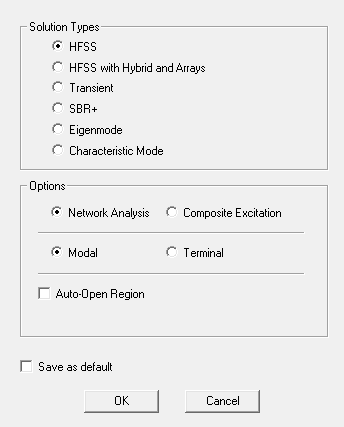 Solution Types
HFSS
HFSS with Hybrid and Arrays
Transient
SBR+
Eigenmode
Characteristic Mode
Options
Network Analysis Composite Excitation
Modal Terminal
Auto-Open Region
Save as default
OK Cancel